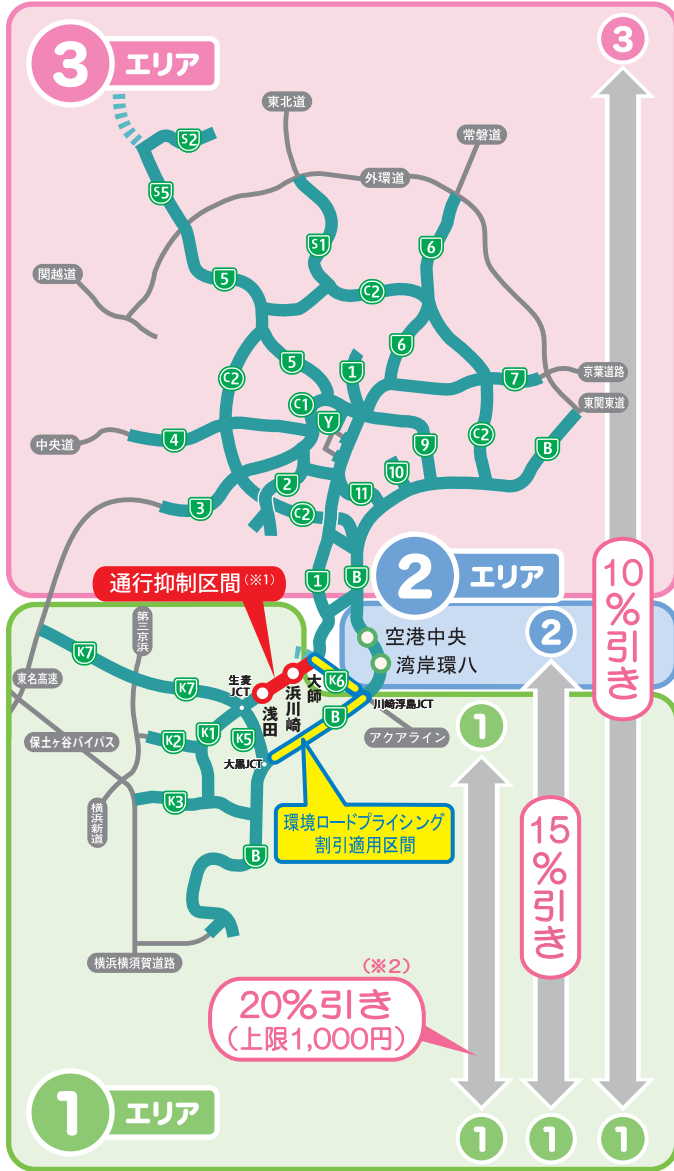 3 エリア
3
東北道
常磐道
S2
外環道
S5
S1
6
関越道
5
C2
6
5
1
C2
7
京葉道路
C1
東関東道
Y
4
9
C2
B
中央道
10
2
11
3
C2
1
B
2 エリア
通行抑制区間(※1)
10%引き
第三京浜
2
空港中央
K7
湾岸環八
東名高速
K7
生麦JCT
浜川崎
大師
K6
浅田
川崎浮島JCT
保土ヶ谷バイパス
K2
K1
K5
B
アクアライン
1
大黒JCT
K3
横浜新道
環境ロードプライシング
割引適用区間
15%引き
B
横浜横須賀道路
(※2)
20%引き
(上限1,000円)
1 エリア
1
1
1